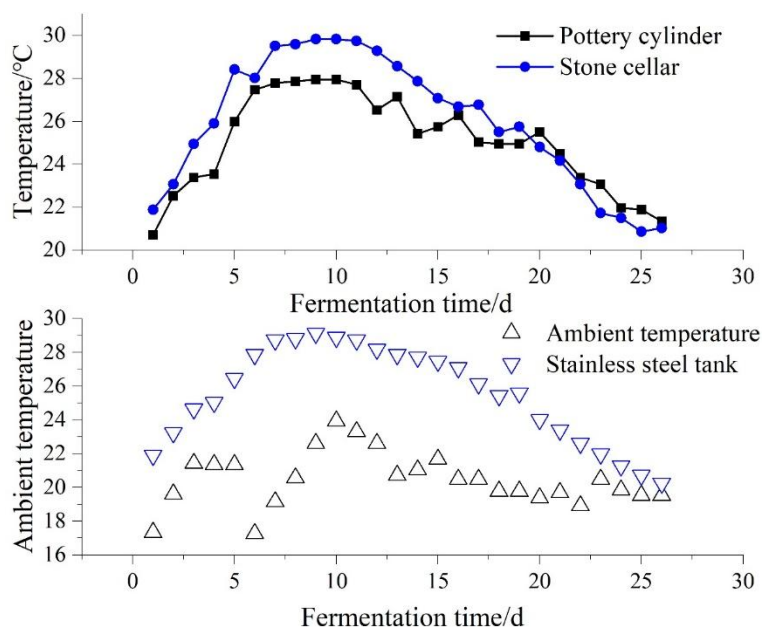 Temperature/°C
30
28
26
24
22
20
Pottery cylinder
Stone cellar
0 5 10 15 20 25 30
Fermentation time/d
Ambient temperature
30
28
26
24
22
20
18
16
Ambient temperature
Stainless steel tank
0 5 10 15 20 25 30
Fermentation time/d